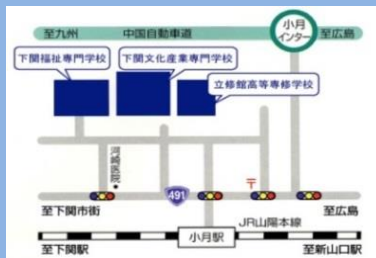 至九州
中国自動車道
小月
インター
至広島
下関福祉専門学校
下関文化産業専門学校
立修館高等専修学校
河崎医院
〒
491
至下関市街
至広島
JR山陽本線
小月駅
至下関駅
至新山口駅